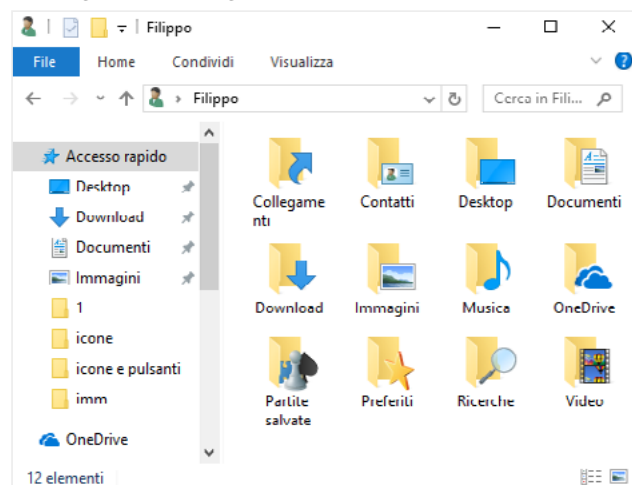 Filippo
File Home Condividi Visualizza
Filippo
Cerca in Fili...
Accesso rapido
Desktop
Download
Documenti
Immagini
1
icone
icone e pulsanti
imm
OneDrive
Collegame
nti
Contatti
Desktop
Documenti
Download
Immagini
Musica
OneDrive
Partite
salvate
Preferiti
Ricerche
Video
12 elementi